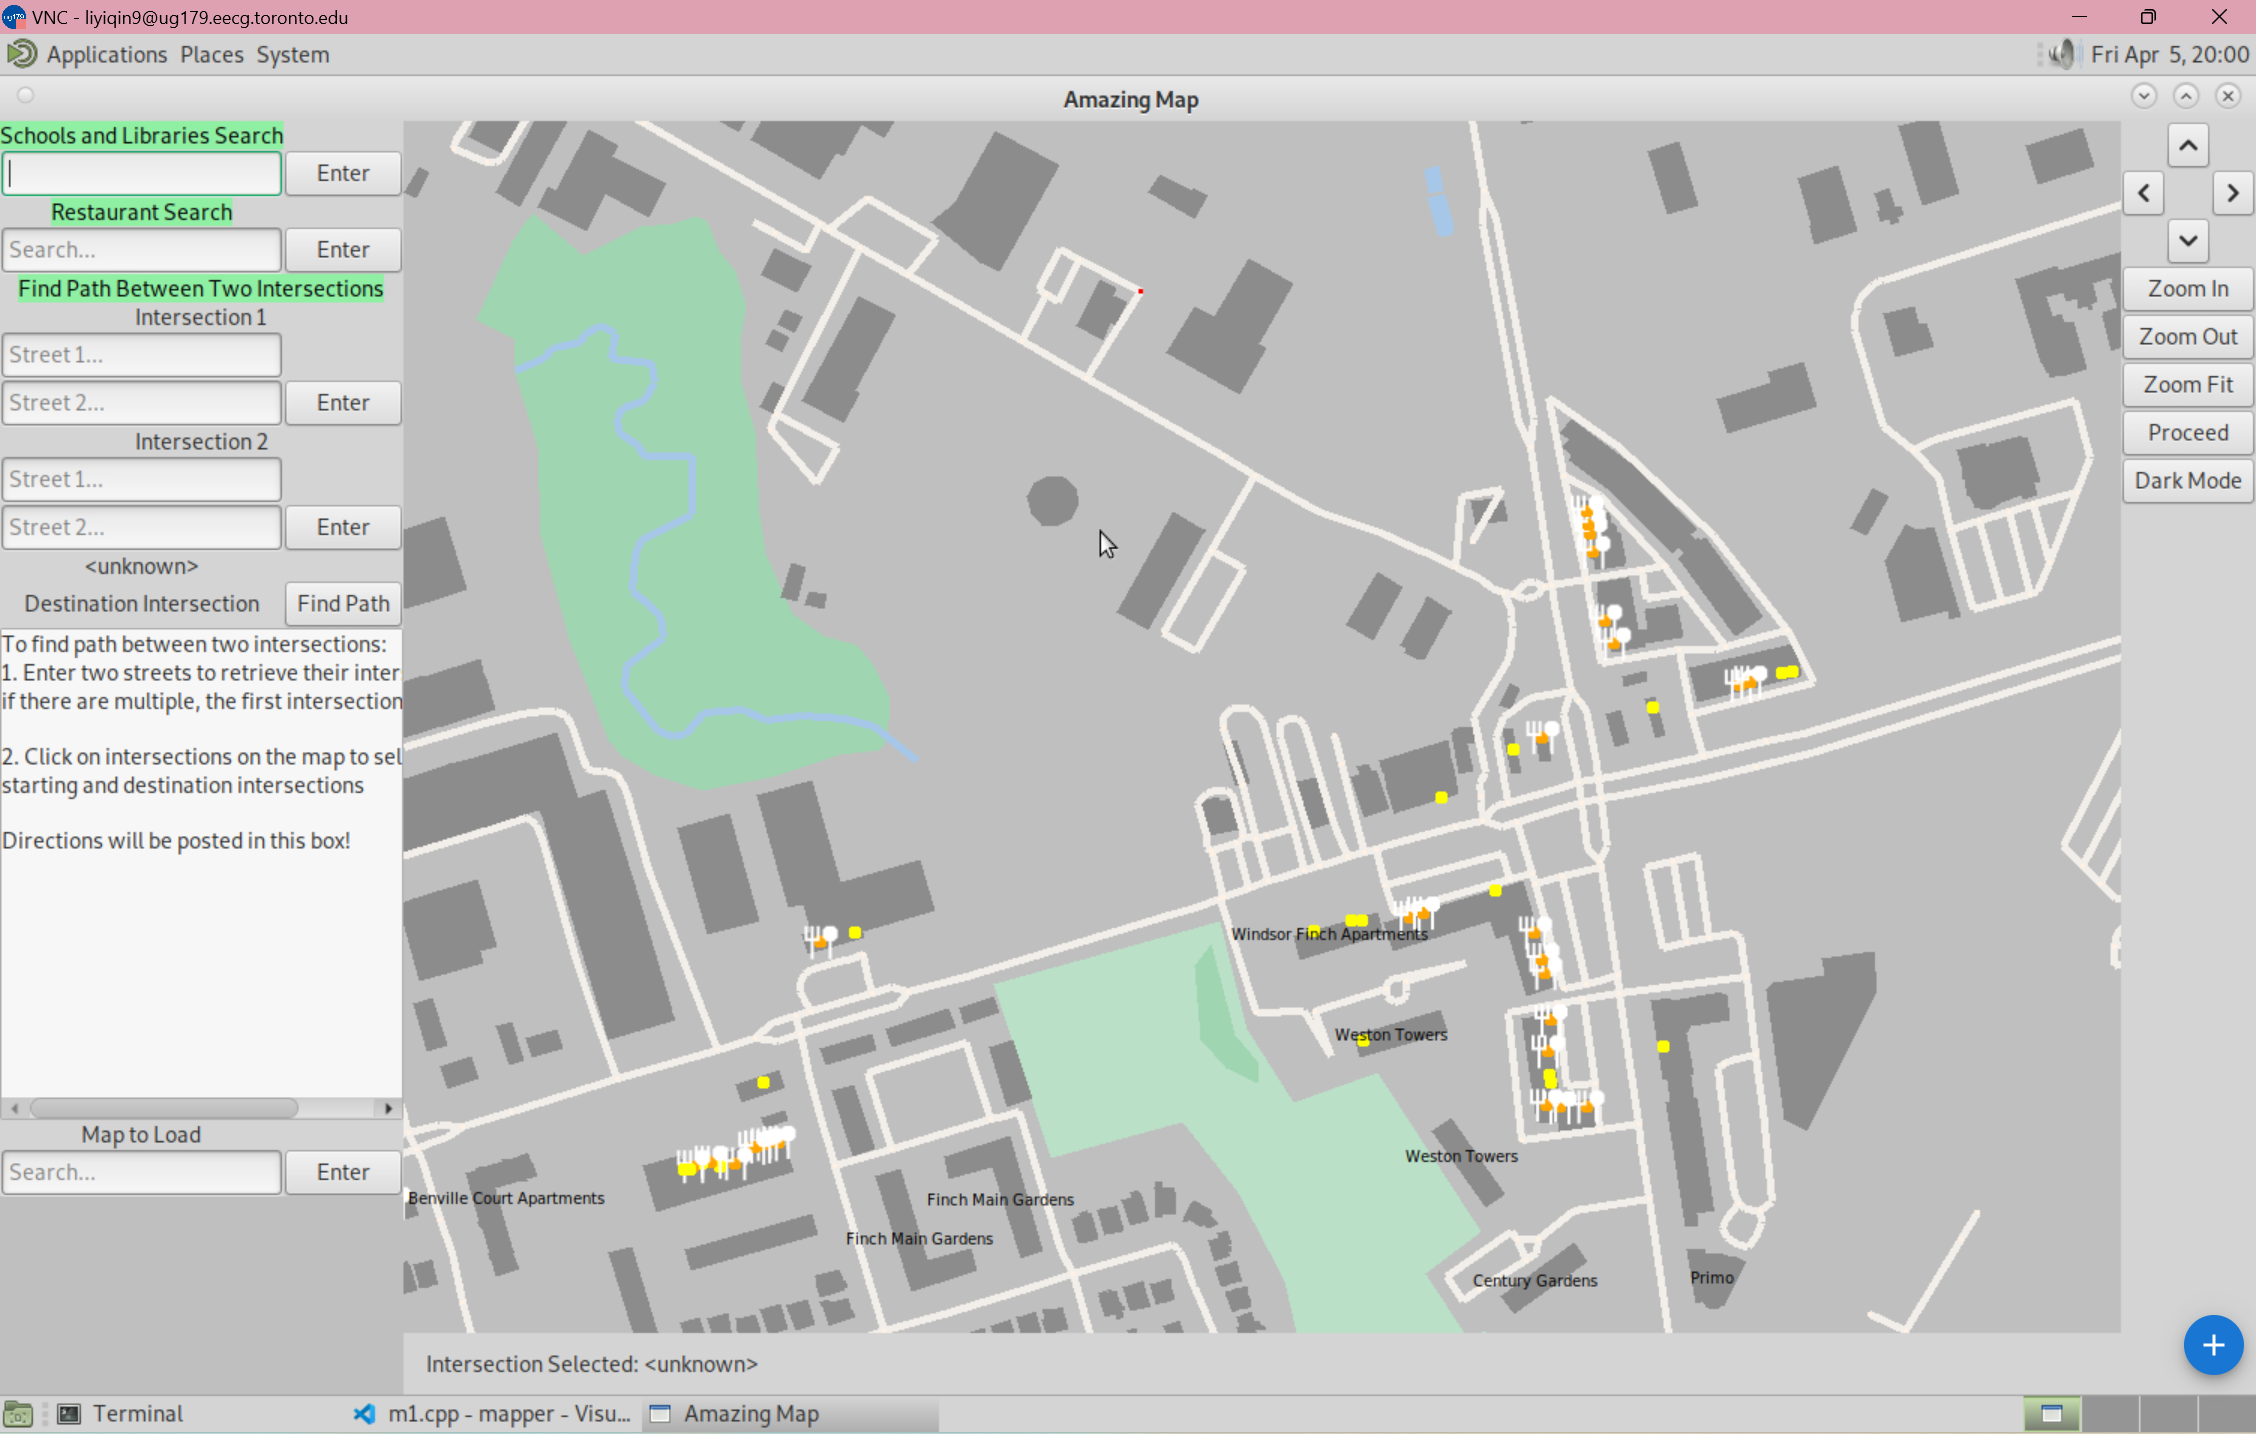 VNC - liyiqin9@ug179.eecg.toronto.edu
Applications Places System
Fri Apr 5, 20:00
Amazing Map
Schools and Libraries Search
Enter
Restaurant Search
Search...
Enter
Find Path Between Two Intersections
Intersection 1
Street 1...
Street 2...
Enter
Intersection 2
Street 1...
Street 2...
Enter
<unknown>
Destination Intersection
Find Path
To find path between two intersections:
1. Enter two streets to retrieve their inter
if there are multiple, the first intersection
2. Click on intersections on the map to sel
starting and destination intersections
Directions will be posted in this box!
Map to Load
Search...
Enter
Zoom In
Zoom Out
Zoom Fit
Proceed
Dark Mode
Windsor Finch Apartments
Weston Towers
Weston Towers
Benville Court Apartments
Finch Main Gardens
Finch Main Gardens
Century Gardens
Primo
Intersection Selected: <unknown>
Terminal
m1.cpp - mapper - Visu...
Amazing Map